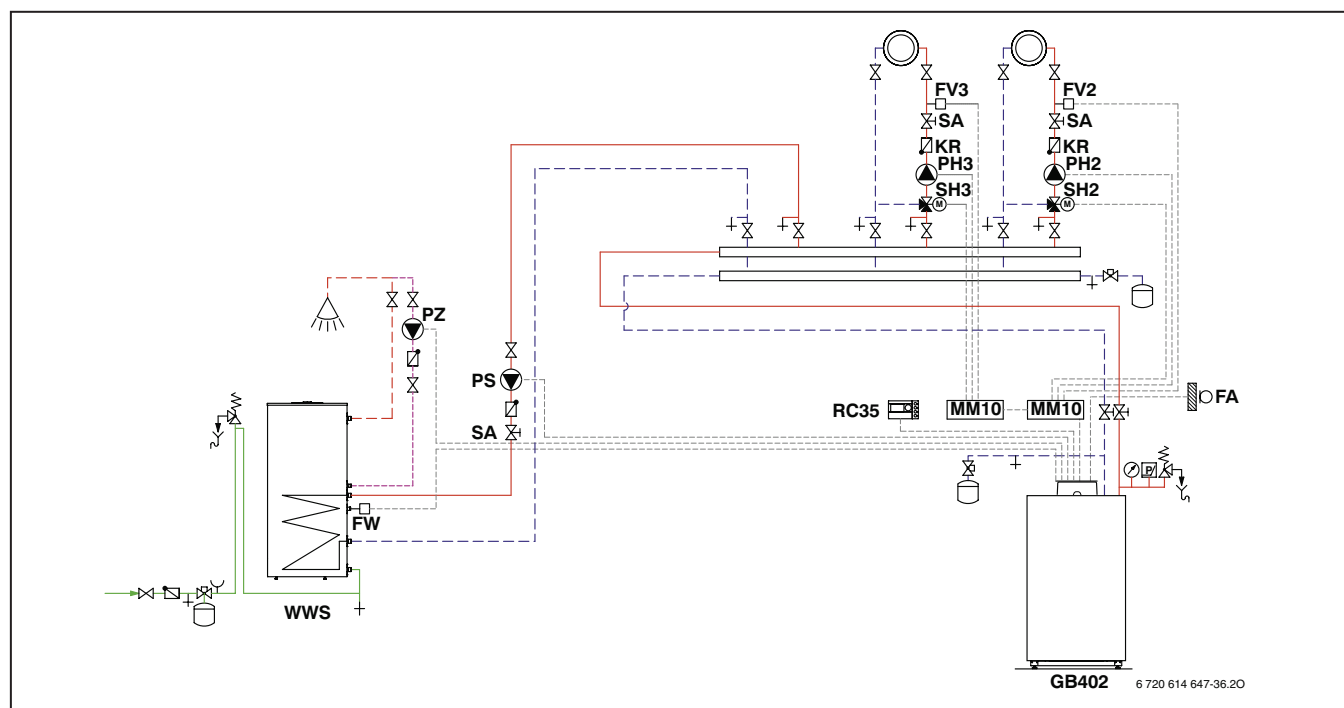 FV3
FV2
SA
SA
KR
KR
PH3
PH2
SH3
SH2
M
M
PZ
PS
SA
RC35
MM10
MM10
FA
P
FW
WWS
GB402
6 720 614 647-36.2O